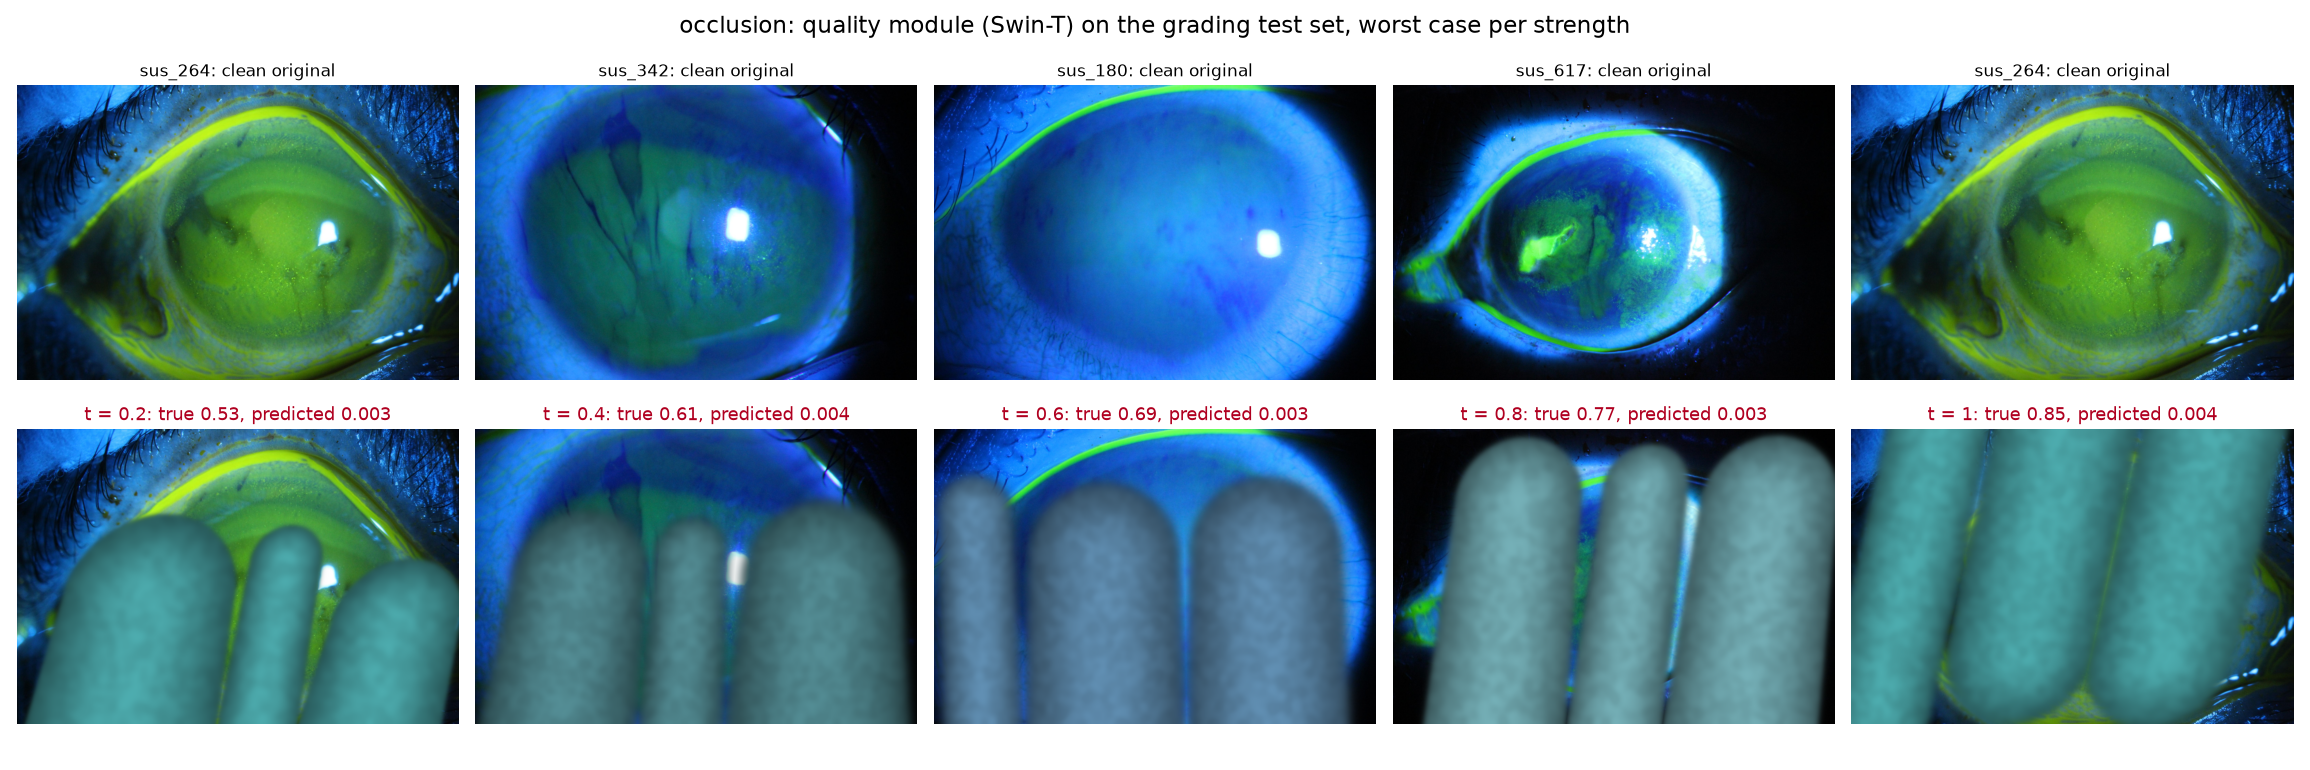 occlusion: quality module (Swin-T) on the grading test set, worst case per strength
sus_264: clean original
sus_342: clean original
sus_180: clean original
sus_617: clean original
sus_264: clean original
t = 0.2: true 0.53, predicted 0.003
t = 0.4: true 0.61, predicted 0.004
t = 0.6: true 0.69, predicted 0.003
t = 0.8: true 0.77, predicted 0.003
t = 1: true 0.85, predicted 0.004